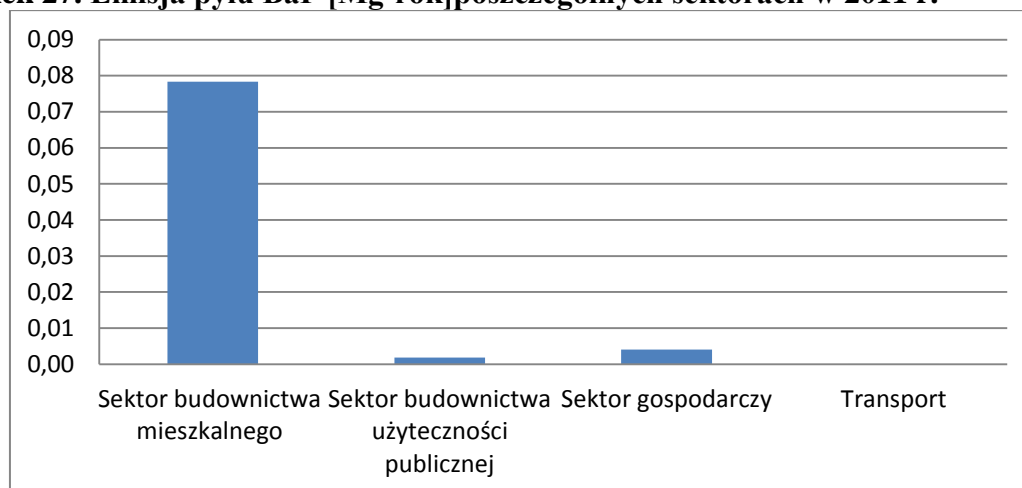 27. Emisja pyłu BaP [Mg rok]poszczególnych sektorach w 2011 r.
0,09
0,08
0,07
0,06
0,05
0,04
0,03
0,02
0,01
0,00
Sektor budownictwa mieszkalnego
Sektor budownictwa użyteczności publicznej
Sektor gospodarczy
Transport